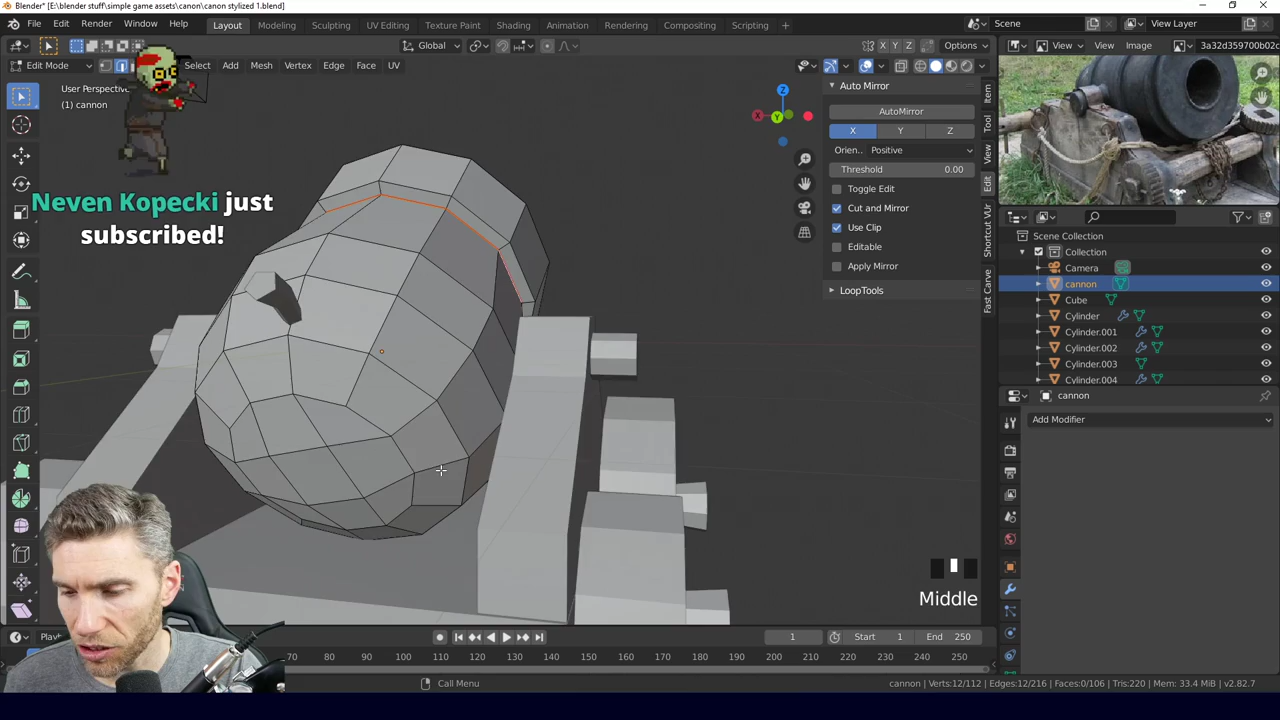 Blender* [E:\blender stuff\simple game assets\canon\canon stylized 1.blend]
File Edit Render Window Help
Layout Modeling Sculpting UV Editing Texture Paint Shading Animation Rendering Compositing Scripting +
Scene
View Layer
Global
X Y Z Options
View View Image 3a32d359700b02c
Edit Mode Select Add Mesh Vertex Edge Face UV
User Perspective
(1) cannon
Neven Kopecki just
subscribed!
Z
X
Y
Auto Mirror
AutoMirror
X Y Z
Orien.. Positive
Threshold 0.00
Toggle Edit
Cut and Mirror
Use Clip
Editable
Apply Mirror
LoopTools
Item
Tool
View
Edit
Shortcut VUr
Fast Carve
Scene Collection
Collection
Camera
cannon
Cube
Cylinder
Cylinder.001
Cylinder.002
Cylinder.003
Cylinder.004
cannon
Add Modifier
Middle
1 Start 1 End 250
70 80 90 100 110 120 130 140 150 160 170 180 190 200 210 220 230 240 250
Call Menu
cannon | Verts:12/112 | Edges:12/216 | Faces:0/106 | Tris:220 | Mem: 33.4 MiB | v2.82.7